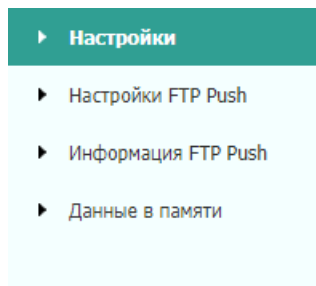 Настройки
Настройки FTP Push
Информация FTP Push
Данные в памяти